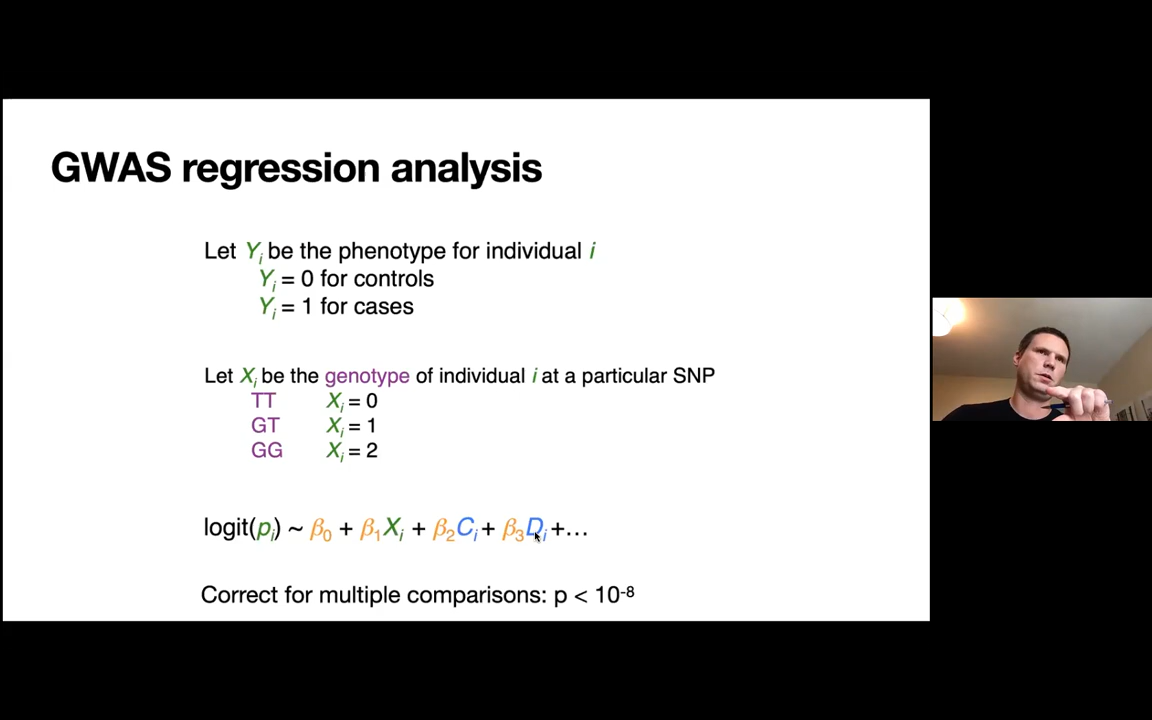 GWAS regression analysis
Let Yᵢ be the phenotype for individual i
Yᵢ = 0 for controls
Yᵢ = 1 for cases
Let Xᵢ be the genotype of individual i at a particular SNP
TT Xᵢ = 0
GT Xᵢ = 1
GG Xᵢ = 2
logit(pᵢ) ~ β₀ + β₁Xᵢ + β₂Cᵢ + β₃Dᵢ +…
Correct for multiple comparisons: p < 10⁻⁸